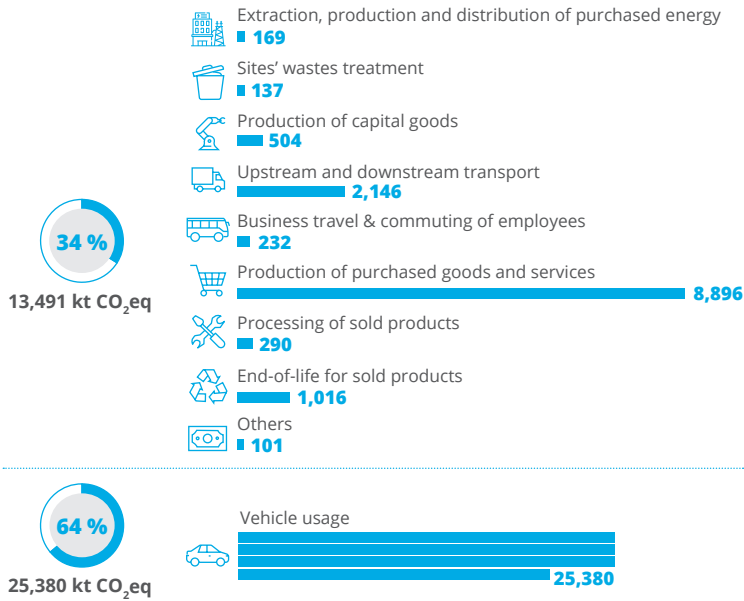 Extraction, production and distribution of purchased energy
169
Sites' wastes treatment
137
Production of capital goods
504
Upstream and downstream transport
2,146
Business travel & commuting of employees
232
34 %
13,491 kt CO₂eq
Production of purchased goods and services
8,896
Processing of sold products
290
End-of-life for sold products
1,016
Others
101
64 %
25,380 kt CO₂eq
Vehicle usage
25,380